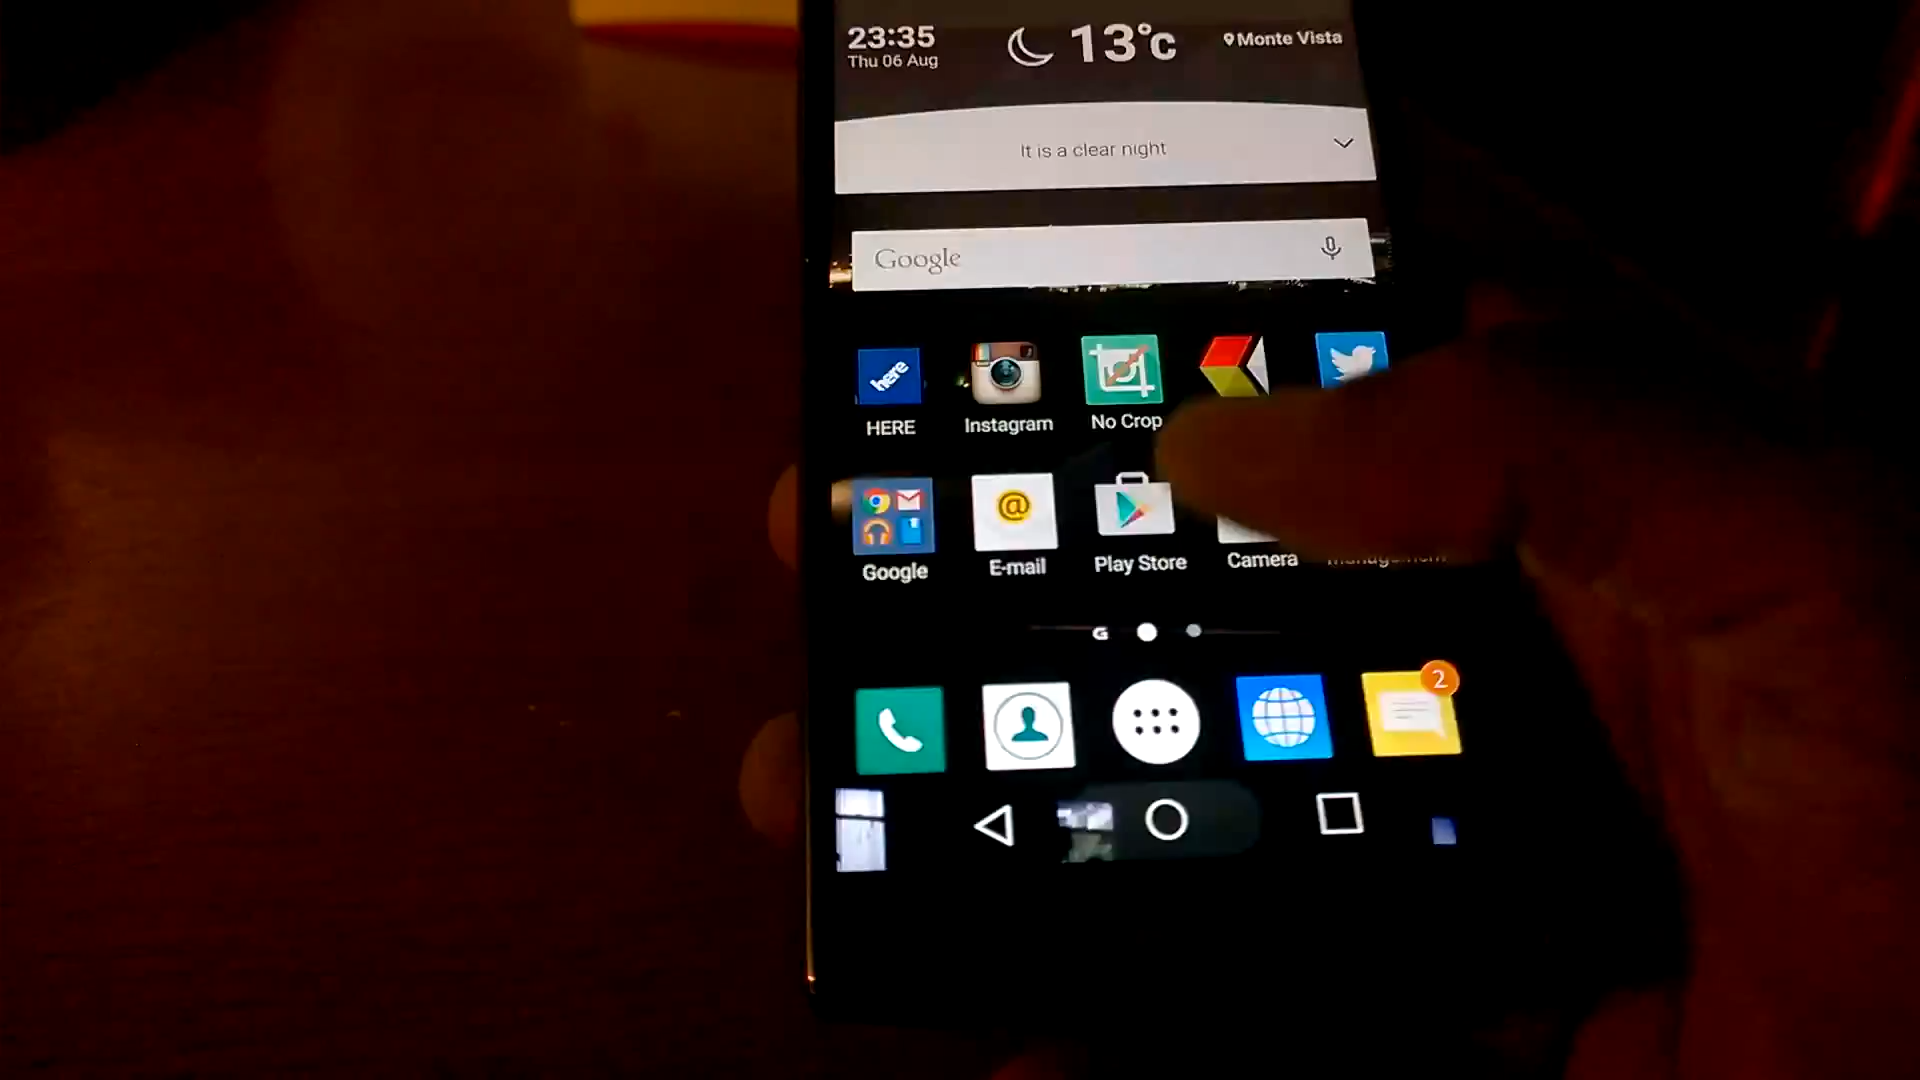 23:35
Thu 06 Aug
13°c
Monte Vista
It is a clear night
Google
here
HERE
Instagram
No Crop
Google
E-mail
@
Play Store
Camera
G
2